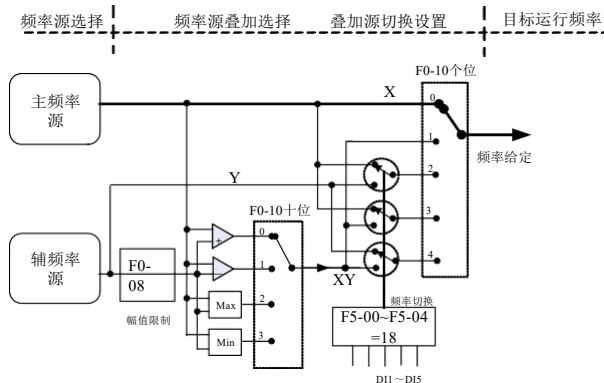 频率源选择
频率源叠加选择
叠加源切换设置
目标运行频率
F0-10个位
主频率
源
X
0
1
2
3
4
频率给定
Y
F0-10十位
辅频率
源
F0-
08
幅值限制
+
Max
Min
0
1
2
3
XY
频率切换
F5-00~F5-04
=18
DI1～DI5